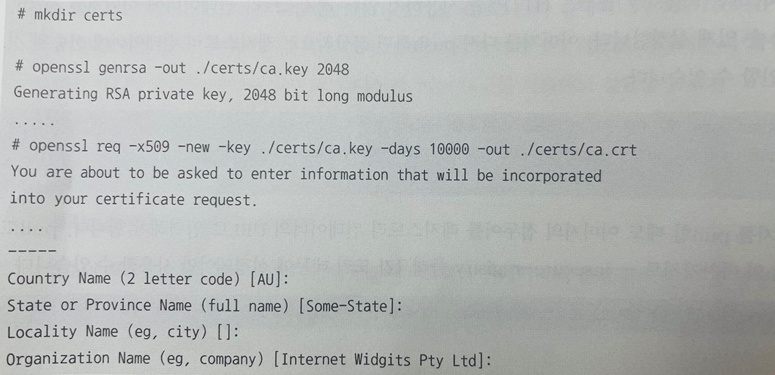 # mkdir certs
# openssl genrsa -out ./certs/ca.key 2048
Generating RSA private key, 2048 bit long modulus
.....
# openssl req -x509 -new -key ./certs/ca.key -days 10000 -out ./certs/ca.crt
You are about to be asked to enter information that will be incorporated
into your certificate request.
....
-----
Country Name (2 letter code) [AU]:
State or Province Name (full name) [Some-State]:
Locality Name (eg, city) []:
Organization Name (eg, company) [Internet Widgits Pty Ltd]: